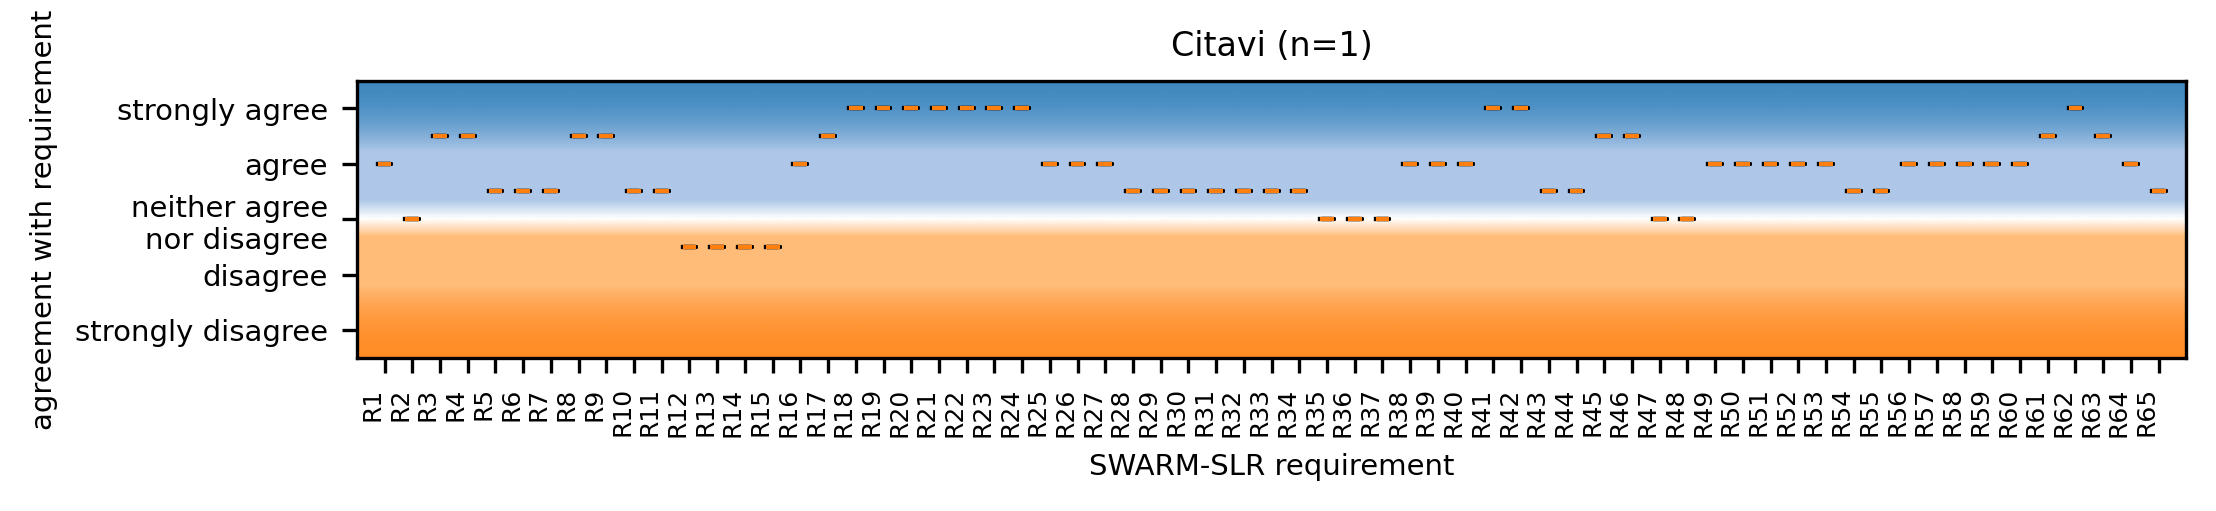 Citavi (n=1)
agreement with requirement
strongly agree
agree
neither agree
nor disagree
disagree
strongly disagree
R1 R2 R3 R4 R5 R6 R7 R8 R9 R10 R11 R12 R13 R14 R15 R16 R17 R18 R19 R20 R21 R22 R23 R24 R25 R26 R27 R28 R29 R30 R31 R32 R33 R34 R35 R36 R37 R38 R39 R40 R41 R42 R43 R44 R45 R46 R47 R48 R49 R50 R51 R52 R53 R54 R55 R56 R57 R58 R59 R60 R61 R62 R63 R64 R65
SWARM-SLR requirement